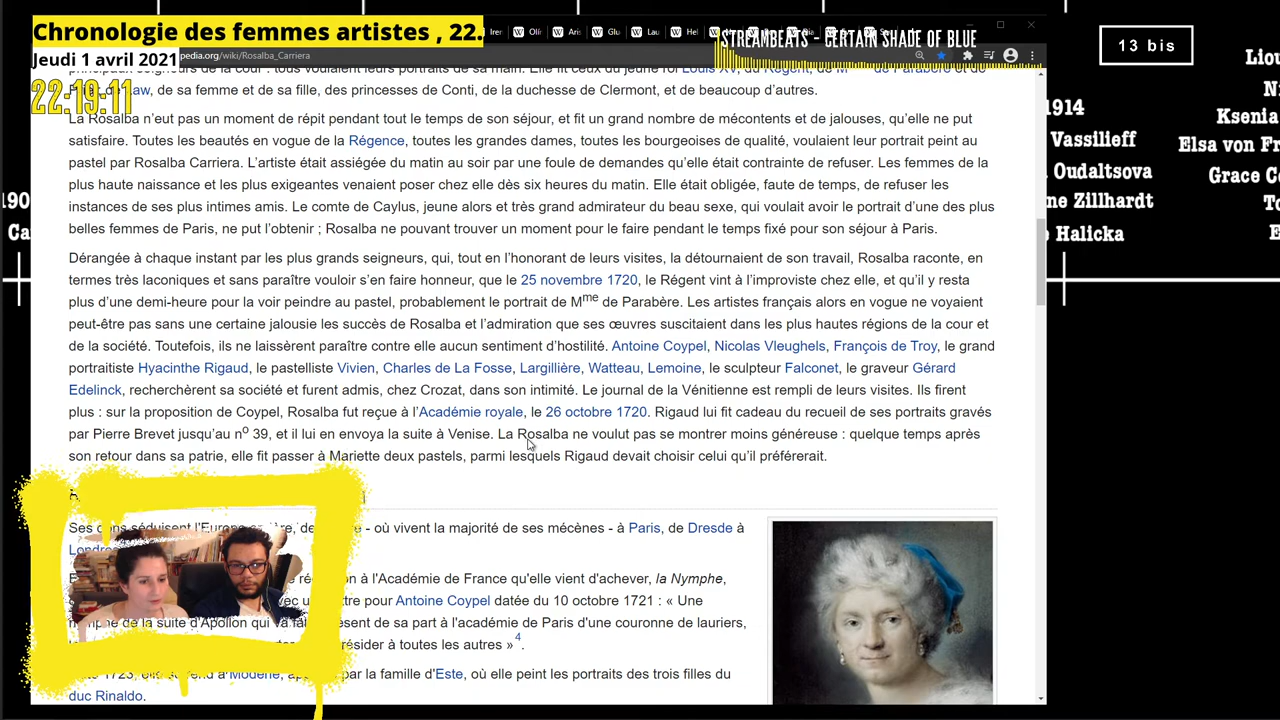 Chronologie des femmes artistes , 22.
Jeudi 1 avril 2021
22:19:11
STREAMBEATS - CERTAIN SHADE OF BLUE
pedia.org/wiki/Rosalba_Carriera
13 bis
de sa femme et de sa fille, des princesses de Conti, de la duchesse de Clermont, et de beaucoup d'autres.
La Rosalba n'eut pas un moment de répit pendant tout le temps de son séjour, et fit un grand nombre de mécontents et de jalouses, qu'elle ne put
satisfaire. Toutes les beautés en vogue de la Régence, toutes les grandes dames, toutes les bourgeoises de qualité, voulaient leur portrait peint au
pastel par Rosalba Carriera. L'artiste était assiégée du matin au soir par une foule de demandes qu'elle était contrainte de refuser. Les femmes de la
plus haute naissance et les plus exigeantes venaient poser chez elle dès six heures du matin. Elle était obligée, faute de temps, de refuser les
instances de ses plus intimes amis. Le comte de Caylus, jeune alors et très grand admirateur du beau sexe, qui voulait avoir le portrait d'une des plus
belles femmes de Paris, ne put l'obtenir ; Rosalba ne pouvant trouver un moment pour le faire pendant le temps fixé pour son séjour à Paris.
Dérangée à chaque instant par les plus grands seigneurs, qui, tout en l'honorant de leurs visites, la détournaient de son travail, Rosalba raconte, en
termes très laconiques et sans paraître vouloir s'en faire honneur, que le 25 novembre 1720, le Régent vint à l'improviste chez elle, et qu'il y resta
plus d'une demi-heure pour la voir peindre au pastel, probablement le portrait de Mme de Parabère. Les artistes français alors en vogue ne voyaient
peut-être pas sans une certaine jalousie les succès de Rosalba et l'admiration que ses œuvres suscitaient dans les plus hautes régions de la cour et
de la société. Toutefois, ils ne laissèrent paraître contre elle aucun sentiment d'hostilité. Antoine Coypel, Nicolas Vleughels, François de Troy, le grand
portraitiste Hyacinthe Rigaud, le pastelliste Vivien, Charles de La Fosse, Largillière, Watteau, Lemoine, le sculpteur Falconet, le graveur Gérard
Edelinck, recherchèrent sa société et furent admis, chez Crozat, dans son intimité. Le journal de la Vénitienne est rempli de leurs visites. Ils firent
plus : sur la proposition de Coypel, Rosalba fut reçue à l'Académie royale, le 26 octobre 1720. Rigaud lui fit cadeau du recueil de ses portraits gravés
par Pierre Brevet jusqu'au no 39, et il lui en envoya la suite à Venise. La Rosalba ne voulut pas se montrer moins généreuse : quelque temps après
son retour dans sa patrie, elle fit passer à Mariette deux pastels, parmi lesquels Rigaud devait choisir celui qu'il préférerait.
Ses dons séduisent l'Europe - où vivent la majorité de ses mécènes - à Paris, de Dresde à
Londres
réception à l'Académie de France qu'elle vient d'achever, la Nymphe,
pour Antoine Coypel datée du 10 octobre 1721 : « Une
de la suite d'Apollon qui va présent de sa part à l'académie de Paris d'une couronne de lauriers,
résider à toutes les autres » 4.
1723, elle se rend à Modène, par la famille d'Este, où elle peint les portraits des trois filles du
duc Rinaldo.
1914
Vassilieff
Oudaltsova
Zillhardt
Halicka
Ksenia
Elsa von
Grace